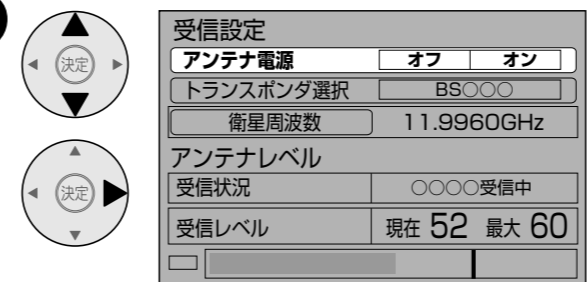 決定
決定
受信設定
アンテナ電源 オフ オン
トランスポンダ選択 BS○○○
衛星周波数 11.9960GHz
アンテナレベル
受信状況 ○○○○受信中
受信レベル 現在 52 最大 60